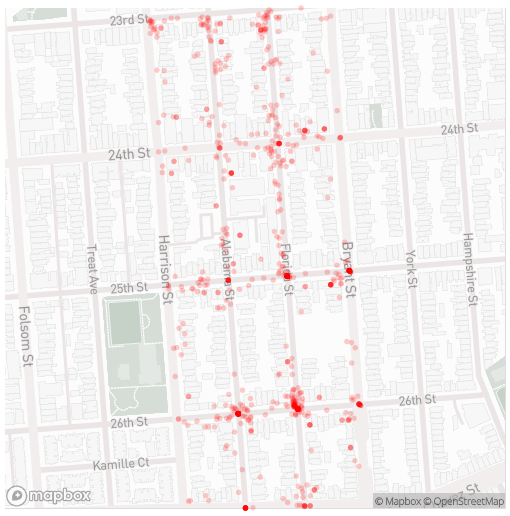 23rd St
24th St
24th St
Treat Ave
Harrison St
Alabama St
Florida St
Bryant St
York St
Hampshire St
25th St
Folsom St
26th St
26th St
Kamille Ct
St
mapbox
© Mapbox © OpenStreetMap